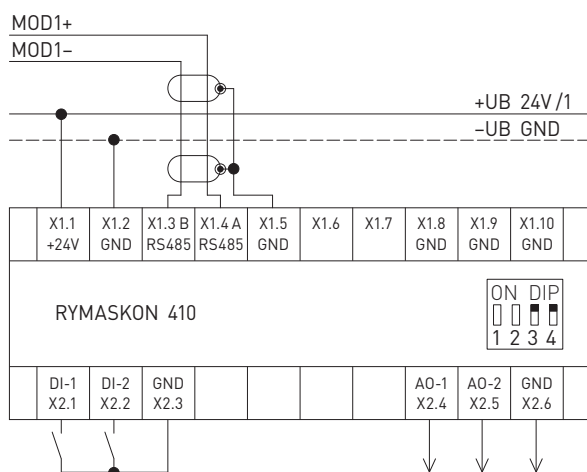 MOD1+
MOD1–
+UB 24V/1
–UB GND
X1.1 X1.2 X1.3 B X1.4 A X1.5 X1.6 X1.7 X1.8 X1.9 X1.10
+24V GND RS485 RS485 GND GND GND GND
RYMASKON 410
ON DIP
1 2 3 4
DI-1 DI-2 GND AO-1 AO-2 GND
X2.1 X2.2 X2.3 X2.4 X2.5 X2.6